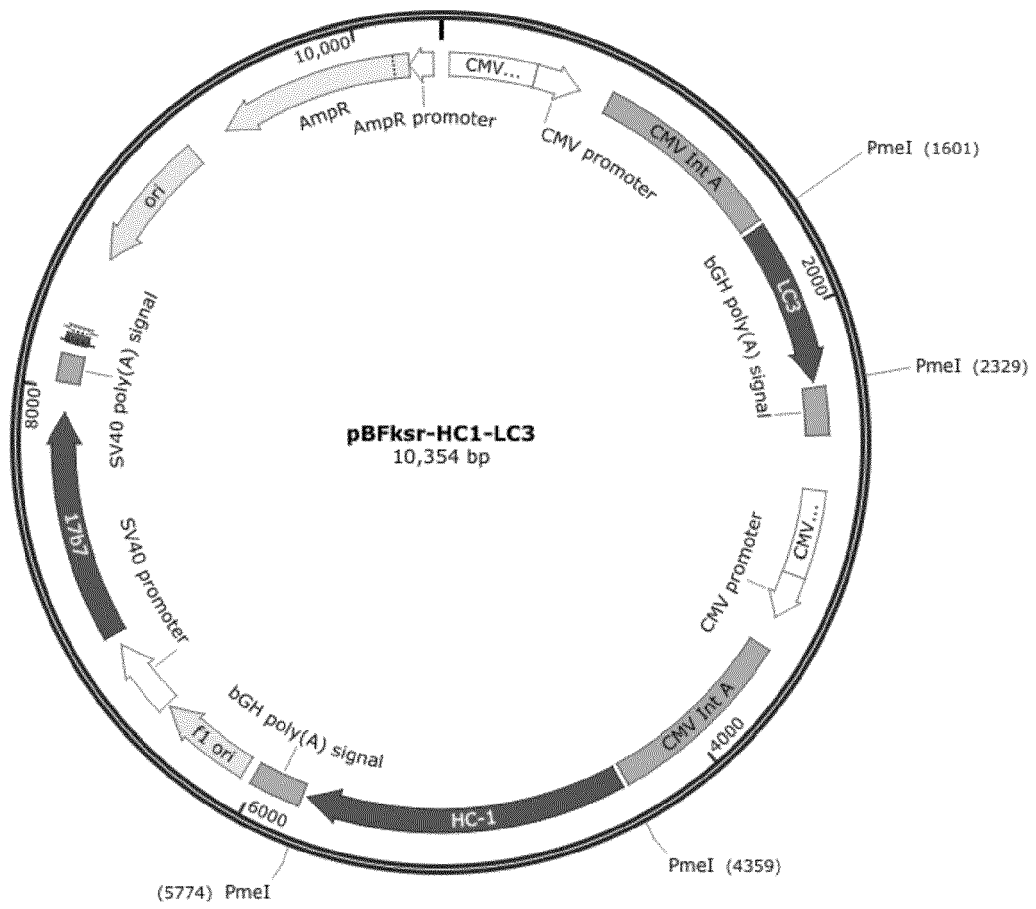 pBFksr-HC1-LC3
10,354 bp
CMV...
CMV promoter
CMV Int A
PmeI (1601)
LC3
2000
PmeI (2329)
bGH poly(A) signal
CMV...
CMV promoter
CMV Int A
4000
PmeI (4359)
HC-1
(5774) PmeI
bGH poly(A) signal
6000
f1 ori
SV40 promoter
17b7
8000
SV40 poly(A) signal
ori
AmpR
10,000
AmpR promoter